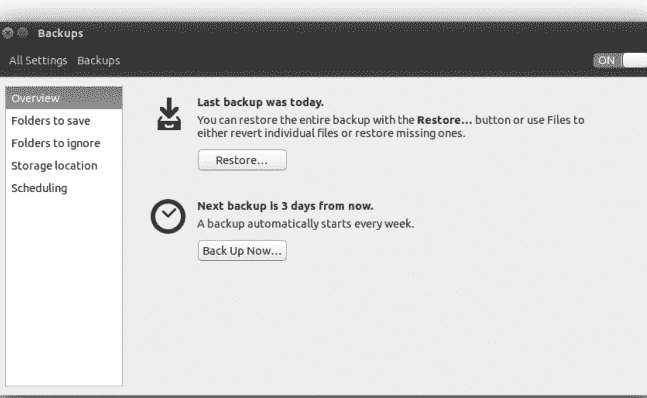 Backups
All Settings Backups
ON
Overview
Folders to save
Folders to ignore
Storage location
Scheduling
Last backup was today.
You can restore the entire backup with the Restore... button or use Files to
either revert individual files or restore missing ones.
Restore...
Next backup is 3 days from now.
A backup automatically starts every week.
Back Up Now...